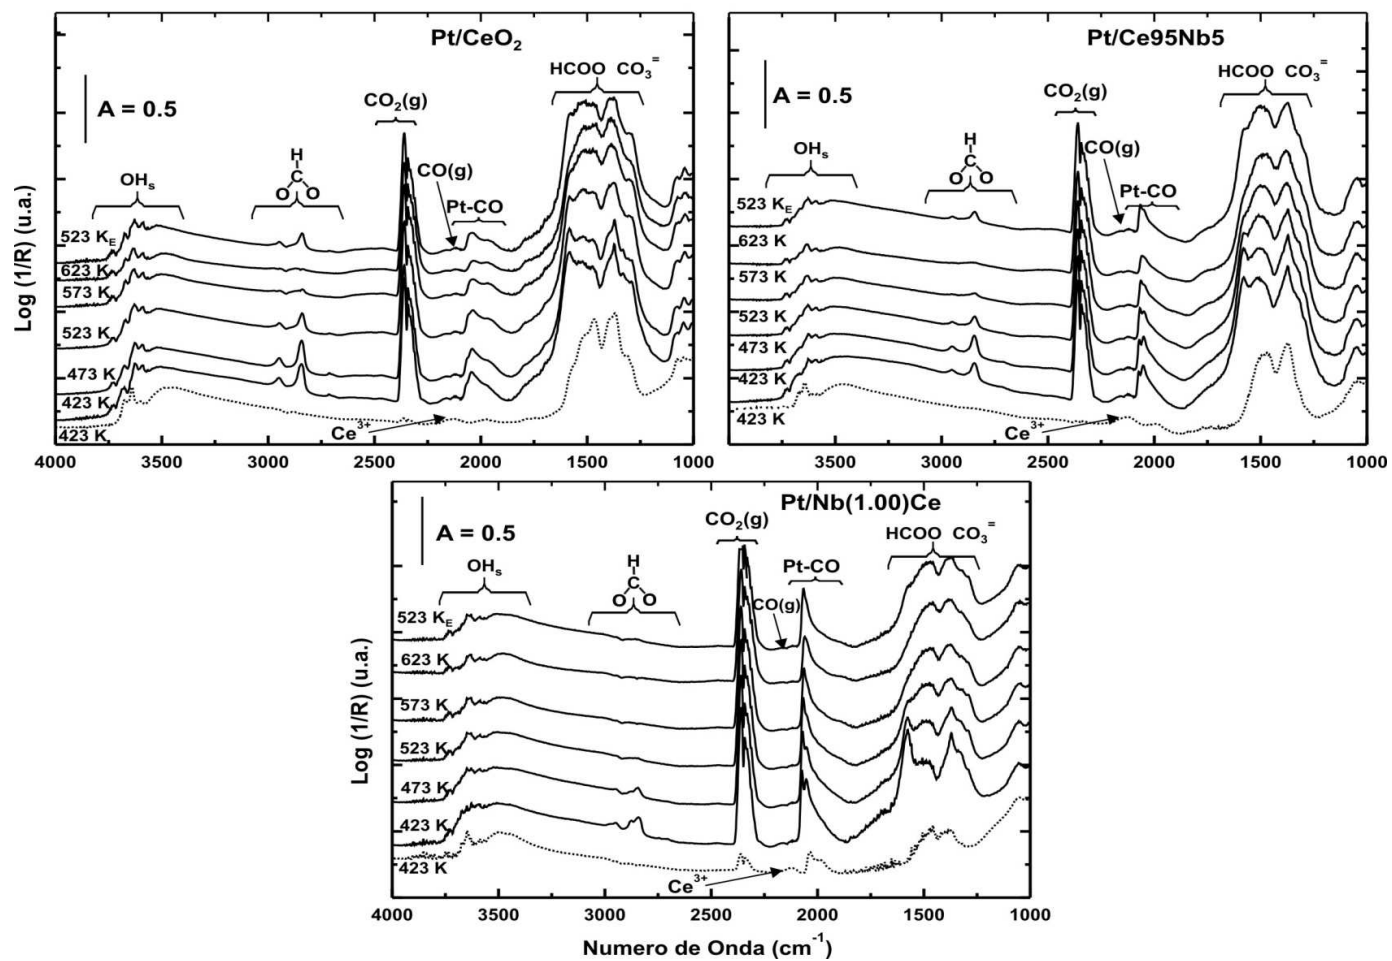 Pt/CeO₂
HCOO CO₃⁼
A = 0.5
CO₂(g)
H
C
O O
OHₛ
CO(g)
Pt-CO
523 K_E
623 K
573 K
523 K
473 K
423 K
423 K
Ce³⁺
4000 3500 3000 2500 2000 1500 1000
Log (1/R) (u.a.)
Pt/Ce95Nb5
HCOO CO₃⁼
A = 0.5
CO₂(g)
H
C
O O
OHₛ
CO(g)
Pt-CO
523 K_E
623 K
573 K
523 K
473 K
423 K
423 K
Ce³⁺
3500 3000 2500 2000 1500 1000
Pt/Nb(1.00)Ce
CO₂(g)
HCOO CO₃⁼
A = 0.5
H
C
O O
OHₛ
Pt-CO
CO(g)
523 K_E
623 K
573 K
523 K
473 K
423 K
423 K
Ce³⁺
4000 3500 3000 2500 2000 1500 1000
Log (1/R) (u.a.)
Numero de Onda (cm⁻¹)